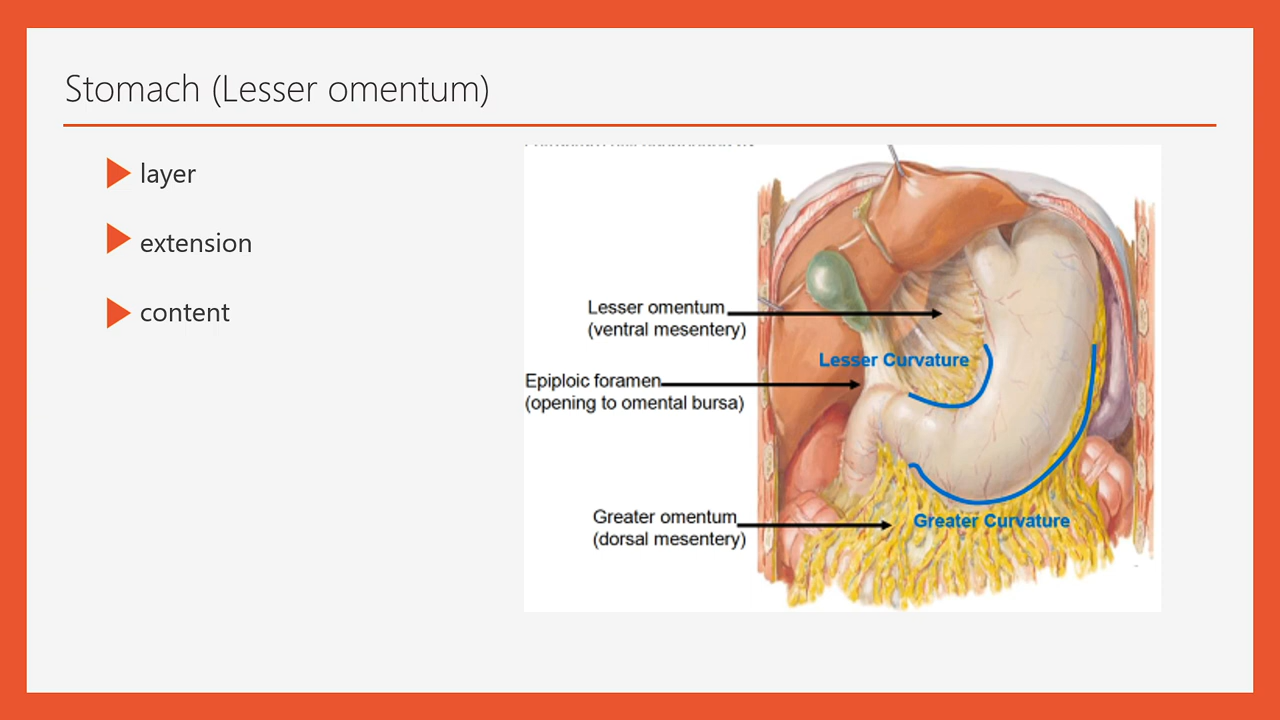 Stomach (Lesser omentum)
layer
extension
content
Lesser omentum
(ventral mesentery)
Lesser Curvature
Epiploic foramen
(opening to omental bursa)
Greater omentum
(dorsal mesentery)
Greater Curvature